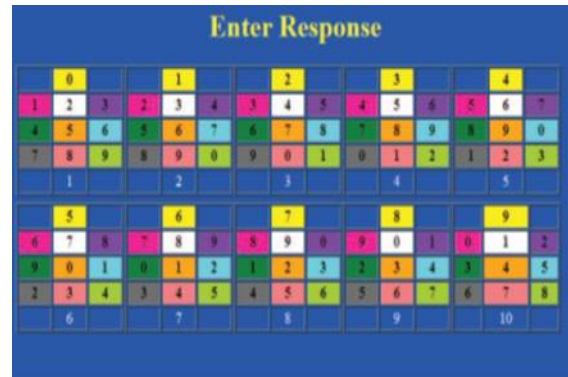 Enter Response
0 1 2 3 4
1 2 3 2 3 4 3 4 5 4 5 6 5 6 7
4 5 6 5 6 7 6 7 8 7 8 9 8 9 0
7 8 9 8 9 0 9 0 1 0 1 2 1 2 3
1 2 3 4 5
5 6 7 8 9
6 7 8 7 8 9 8 9 0 9 0 1 0 1 2
9 0 1 0 1 2 1 2 3 2 3 4 3 4 5
2 3 4 3 4 5 4 5 6 5 6 7 6 7 8
6 7 8 9 10